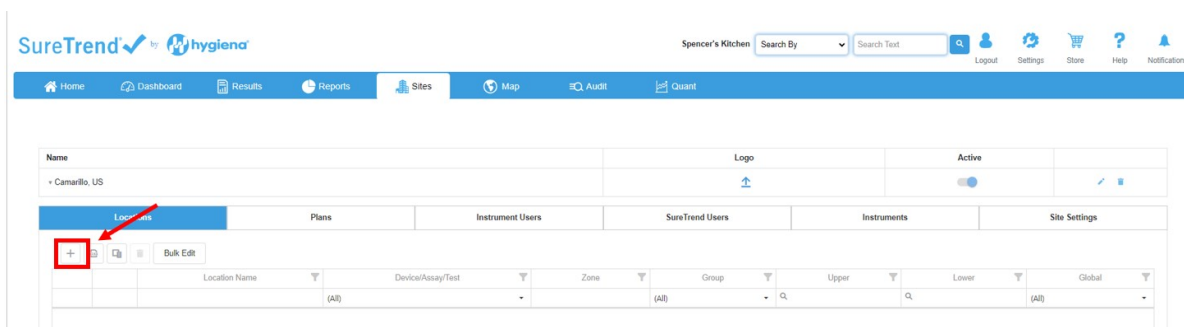 SureTrend by hygiena
Spencer's Kitchen Search By Search Text
Logout Settings Store Help Notification
Home Dashboard Results Reports Sites Map Audit Quant
Name Logo Active
Camarillo, US
Locations Plans Instrument Users SureTrend Users Instruments Site Settings
+ Bulk Edit
Location Name Device/Assay/Test Zone Group Upper Lower Global
(All) (All) (All)